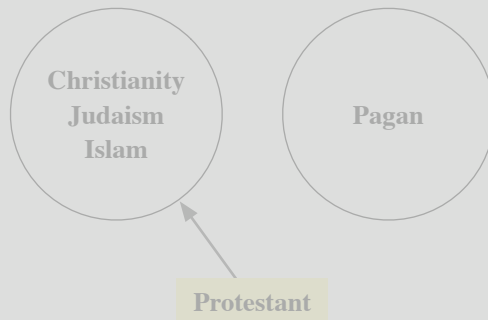 Christianity
Judaism
Islam
Pagan
Protestant